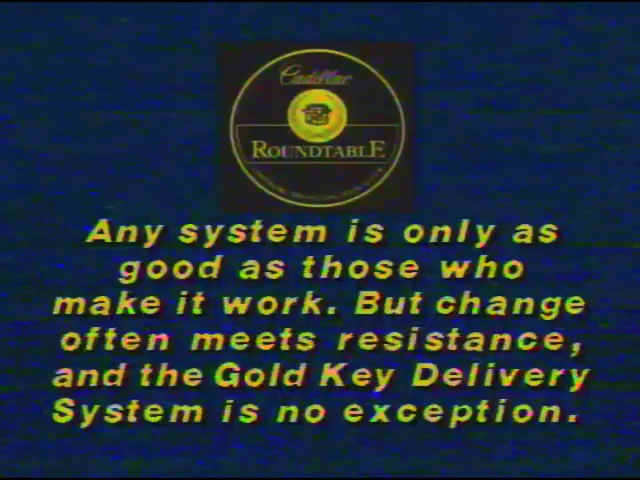 Cadillac
ROUNDTABLE
Any system is only as
good as those who
make it work. But change
often meets resistance,
and the Gold Key Delivery
System is no exception.